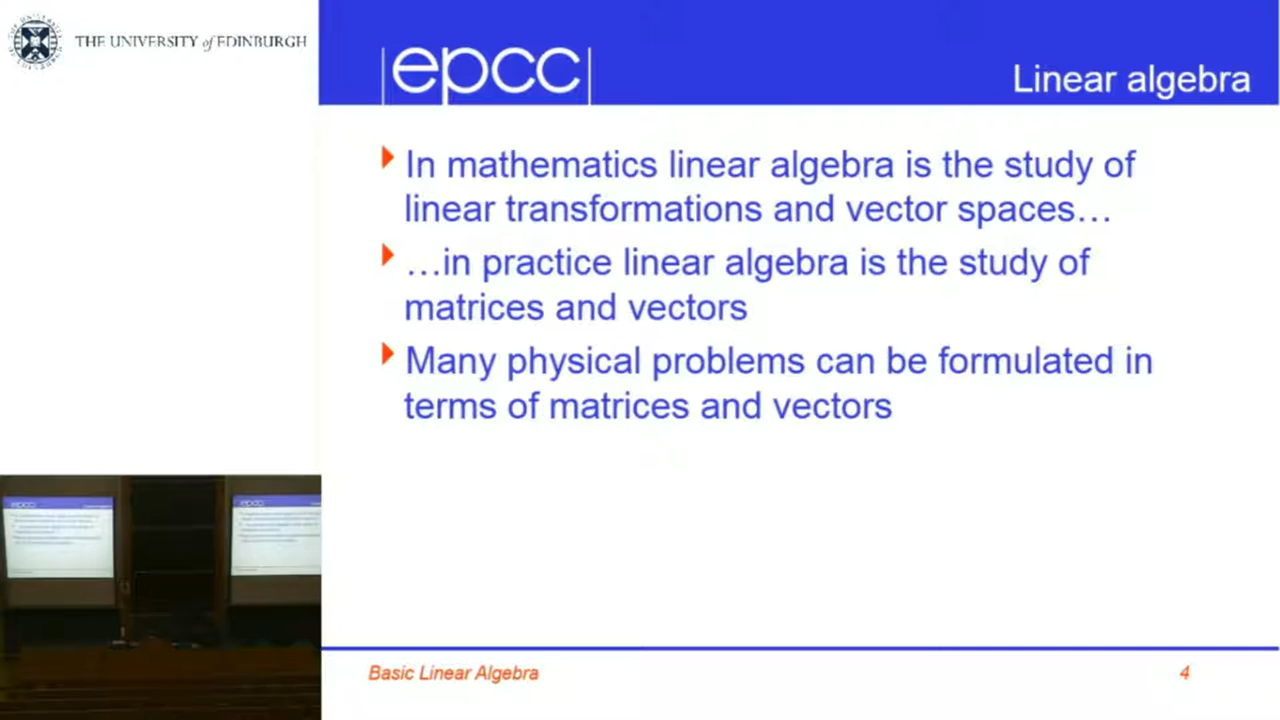 THE UNIVERSITY of EDINBURGH
epcc
Linear algebra
In mathematics linear algebra is the study of
linear transformations and vector spaces…
…in practice linear algebra is the study of
matrices and vectors
Many physical problems can be formulated in
terms of matrices and vectors
epcc
epcc
Basic Linear Algebra
4